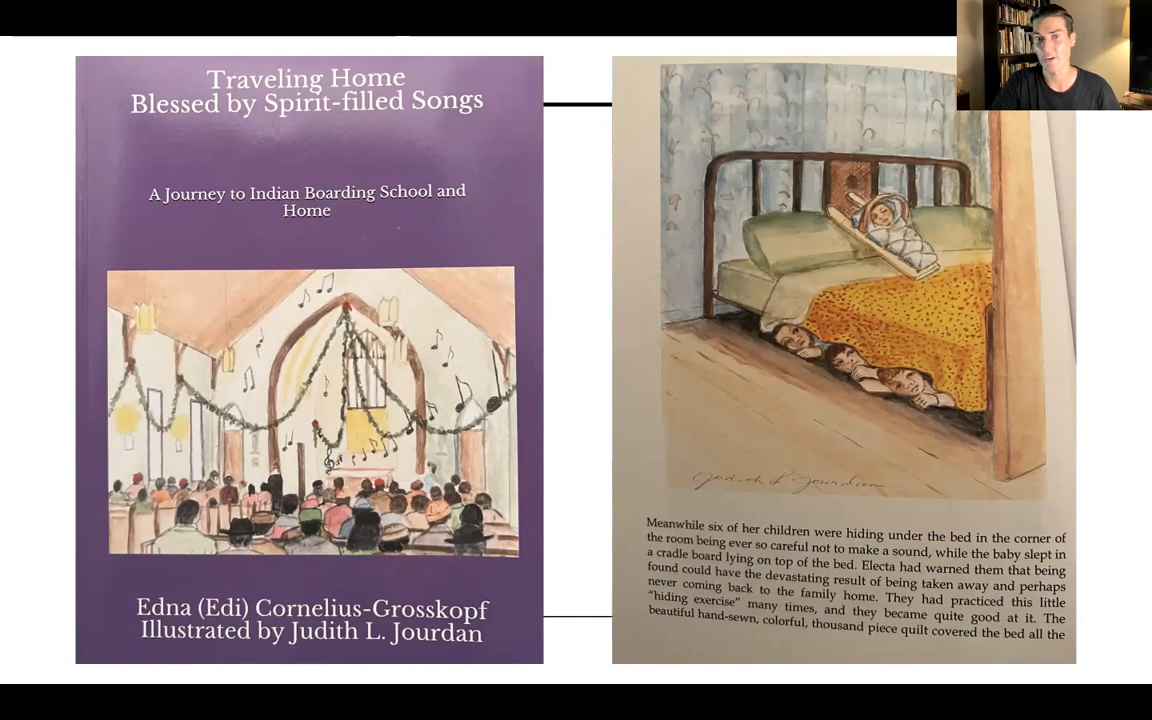 Traveling Home
Blessed by Spirit-filled Songs
A Journey to Indian Boarding School and
Home
Edna (Edi) Cornelius-Grosskopf
Illustrated by Judith L. Jourdan
Judith L Jourdan
Meanwhile six of her children were hiding under the bed in the corner of
the room being ever so careful not to make a sound, while the baby slept in
a cradle board lying on top of the bed. Electa had warned them that being
found could have the devastating result of being taken away and perhaps
never coming back to the family home. They had practiced this little
“hiding exercise” many times, and they became quite good at it. The
beautiful hand-sewn, colorful, thousand piece quilt covered the bed all the